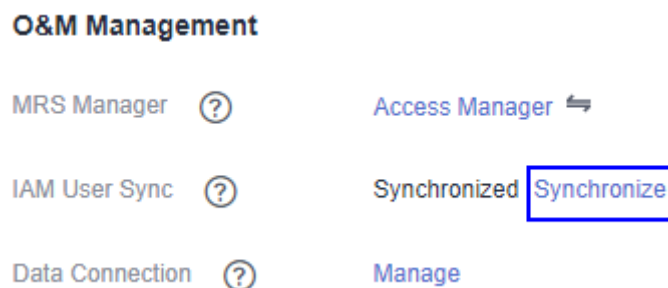 O&M Management
MRS Manager ? Access Manager
IAM User Sync ? Synchronized Synchronize
Data Connection ? Manage